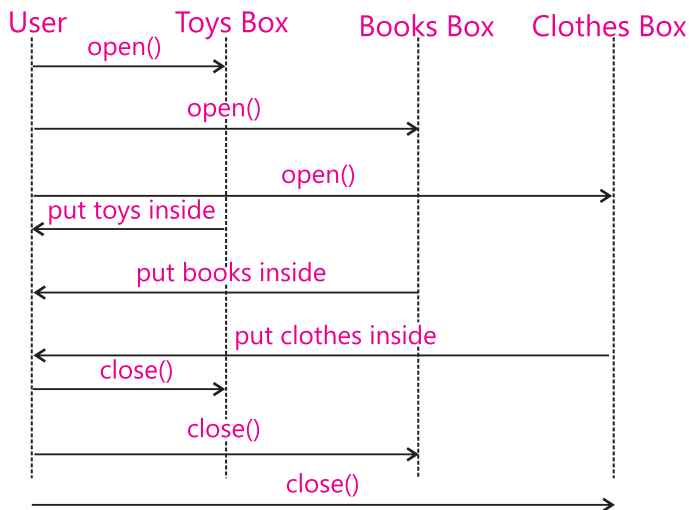 User Toys Box Books Box Clothes Box
open()
open()
open()
put toys inside
put books inside
put clothes inside
close()
close()
close()